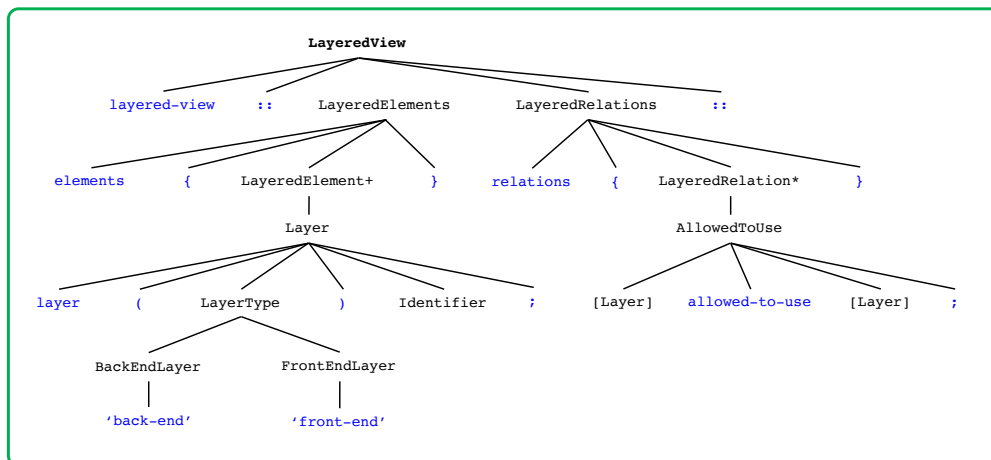 LayeredView
layered-view :: LayeredElements LayeredRelations ::
elements { LayeredElement+ } relations { LayeredRelation* }
Layer AllowedToUse
layer ( LayerType ) Identifier ; [Layer] allowed-to-use [Layer] ;
BackEndLayer FrontEndLayer
‘back-end’ ‘front-end’